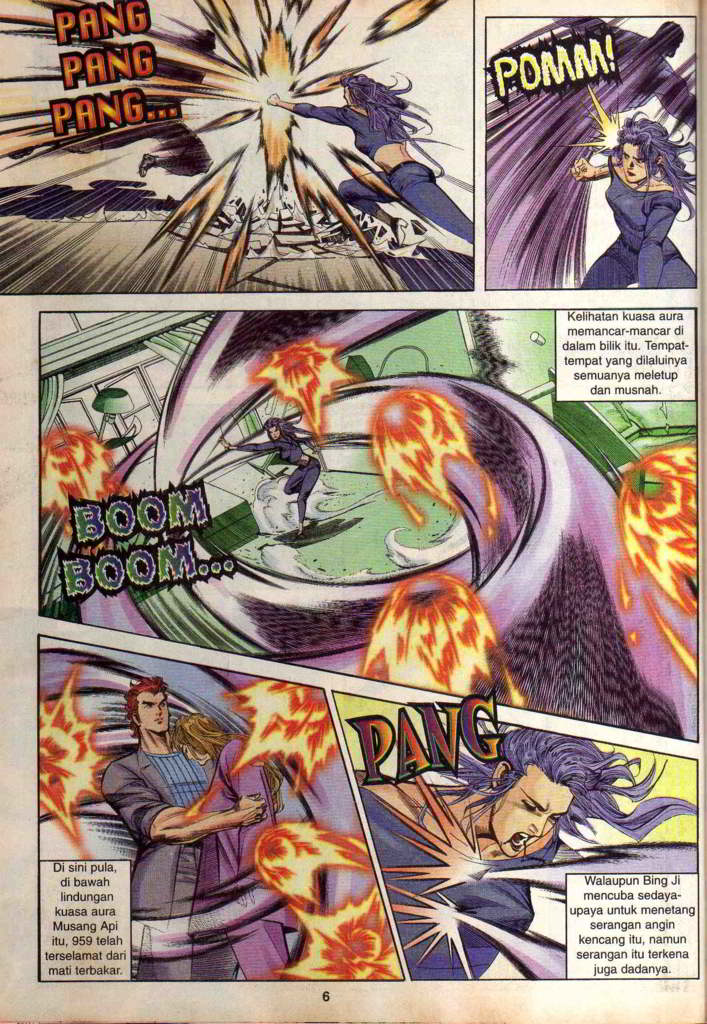 PANG
PANG
PANG...
POMM!
Kelihatan kuasa aura
memancar-mancar di
dalam bilik itu. Tempat-
tempat yang dilaluinya
semuanya meletup
dan musnah.
BOOM
BOOM...
PANG
Di sini pula,
di bawah
lindungan
kuasa aura
Musang Api
itu, 959 telah
terselamat dari
mati terbakar.
Walaupun Bing Ji
mencuba sedaya-
upaya untuk menetang
serangan angin
kencang itu, namun
serangan itu terkena
juga dadanya.
6